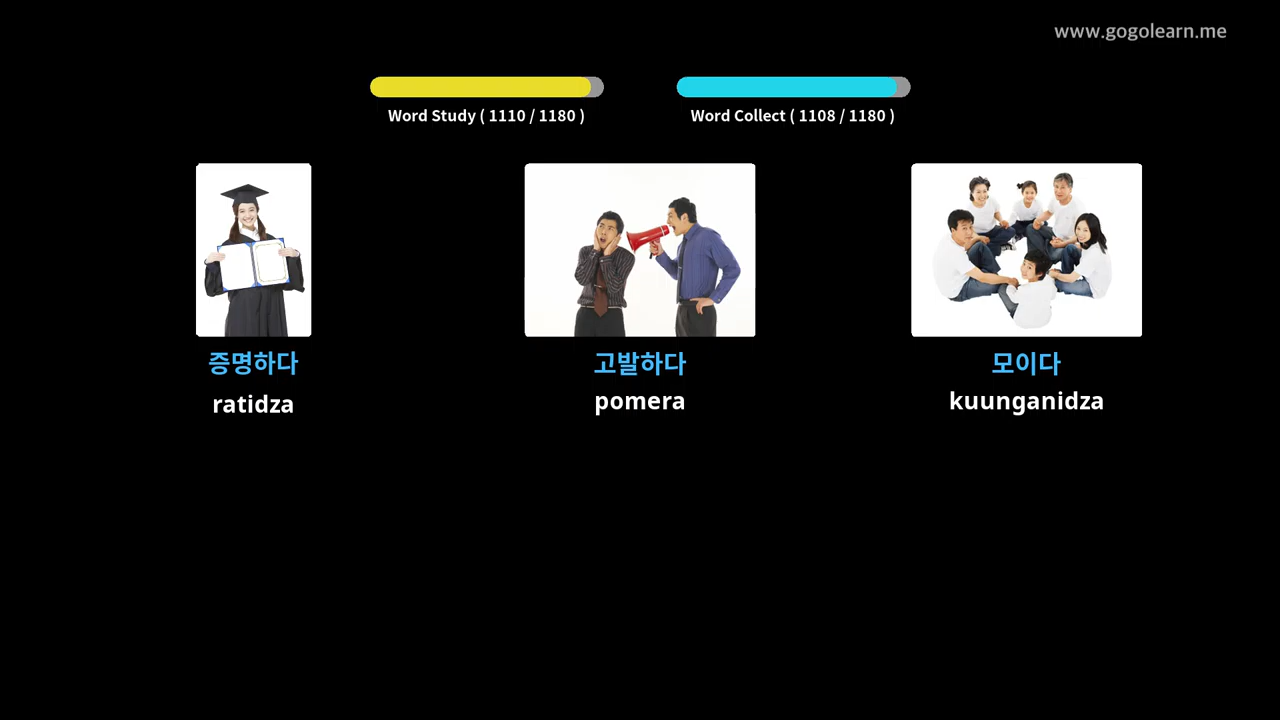 www.gogolearn.me
Word Study ( 1110 / 1180 )
Word Collect ( 1108 / 1180 )
증명하다
고발하다
모이다
ratidza
pomera
kuunganidza